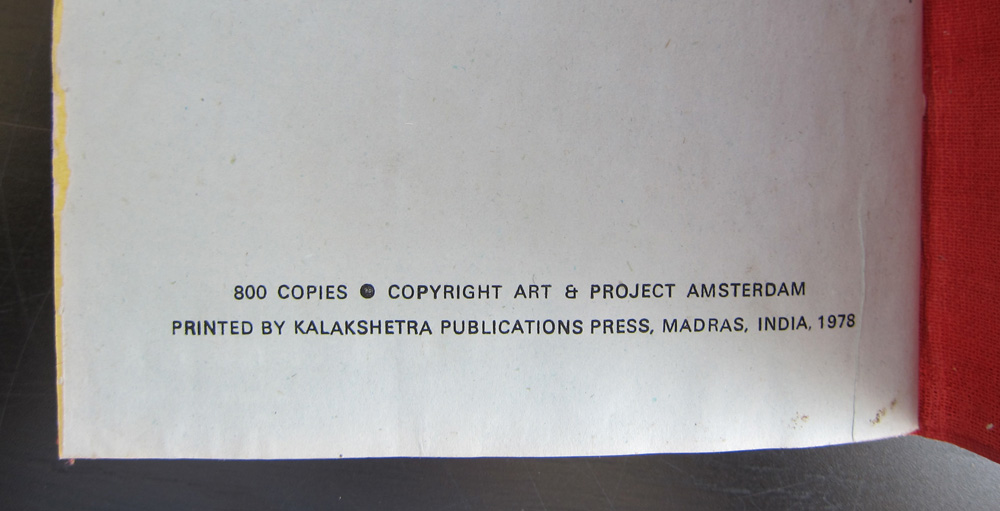 800 COPIES ● COPYRIGHT ART & PROJECT AMSTERDAM
PRINTED BY KALAKSHETRA PUBLICATIONS PRESS, MADRAS, INDIA, 1978